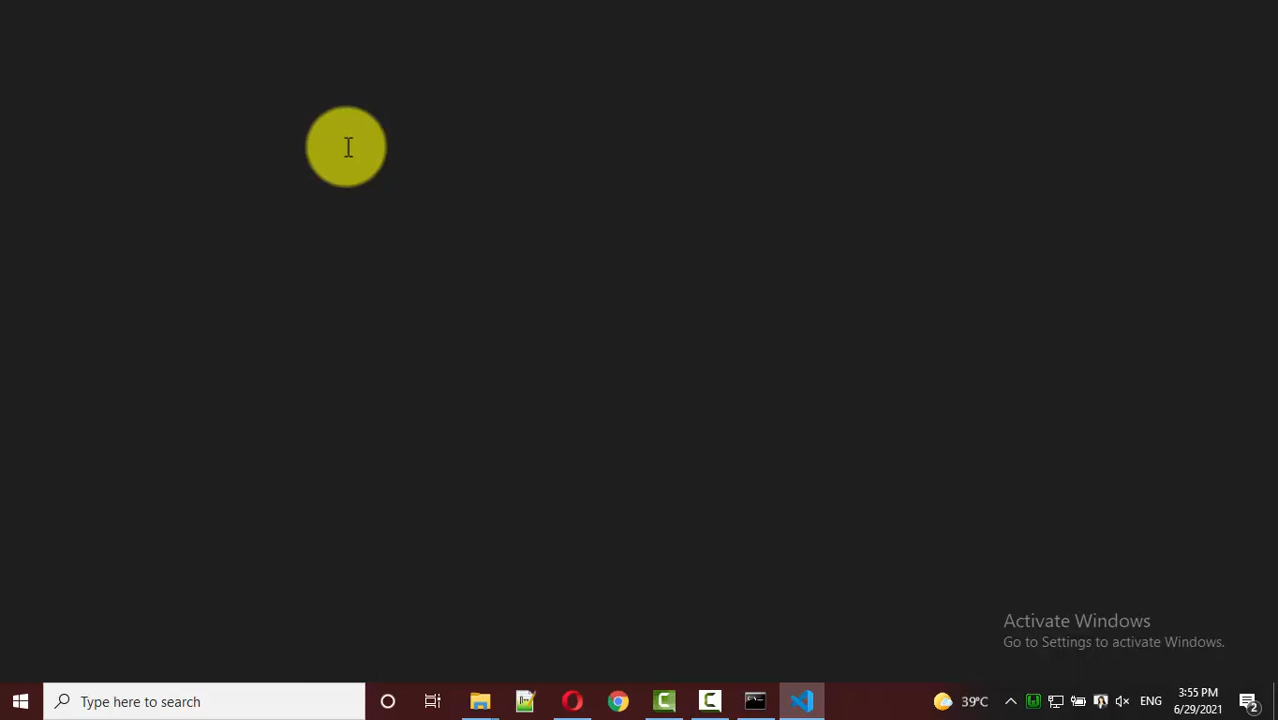 Activate Windows
Go to Settings to activate Windows.
Type here to search
39°C
ENG
3:55 PM
6/29/2021
2